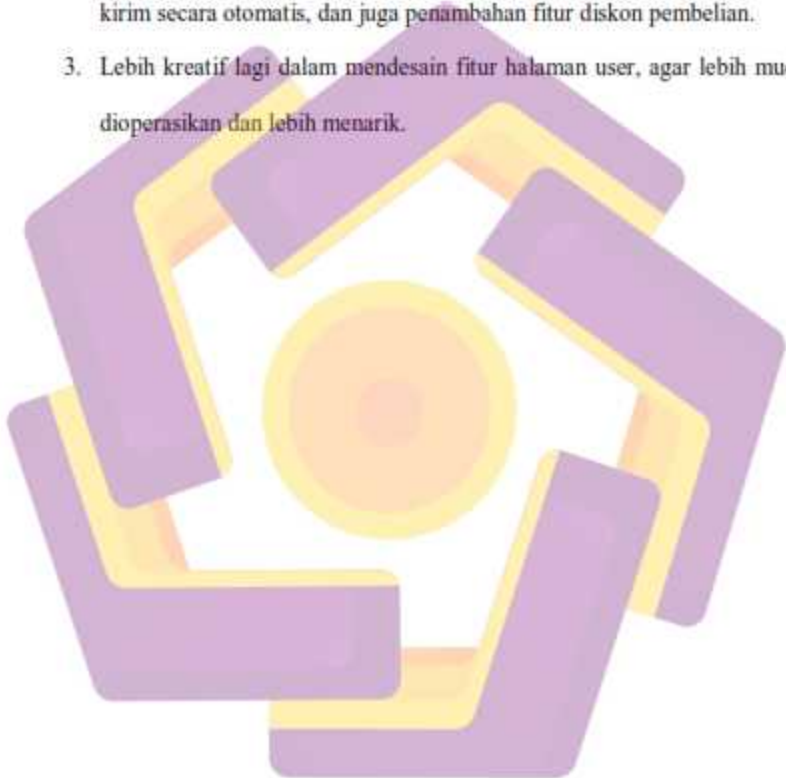 kirim secara otomatis, dan juga penambahan fitur diskon pembelian.
3. Lebih kreatif lagi dalam mendesain fitur halaman user, agar lebih mu
dioperasikan dan lebih menarik.